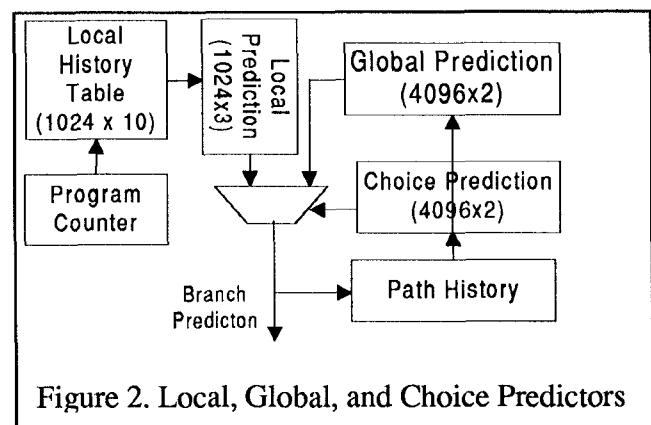 Local
History
Table
(1024 x 10)
Local
Prediction
(1024x3)
Global Prediction
(4096x2)
Program
Counter
Choice Prediction
(4096x2)
Path History
Branch
Predicton
Figure 2. Local, Global, and Choice Predictors